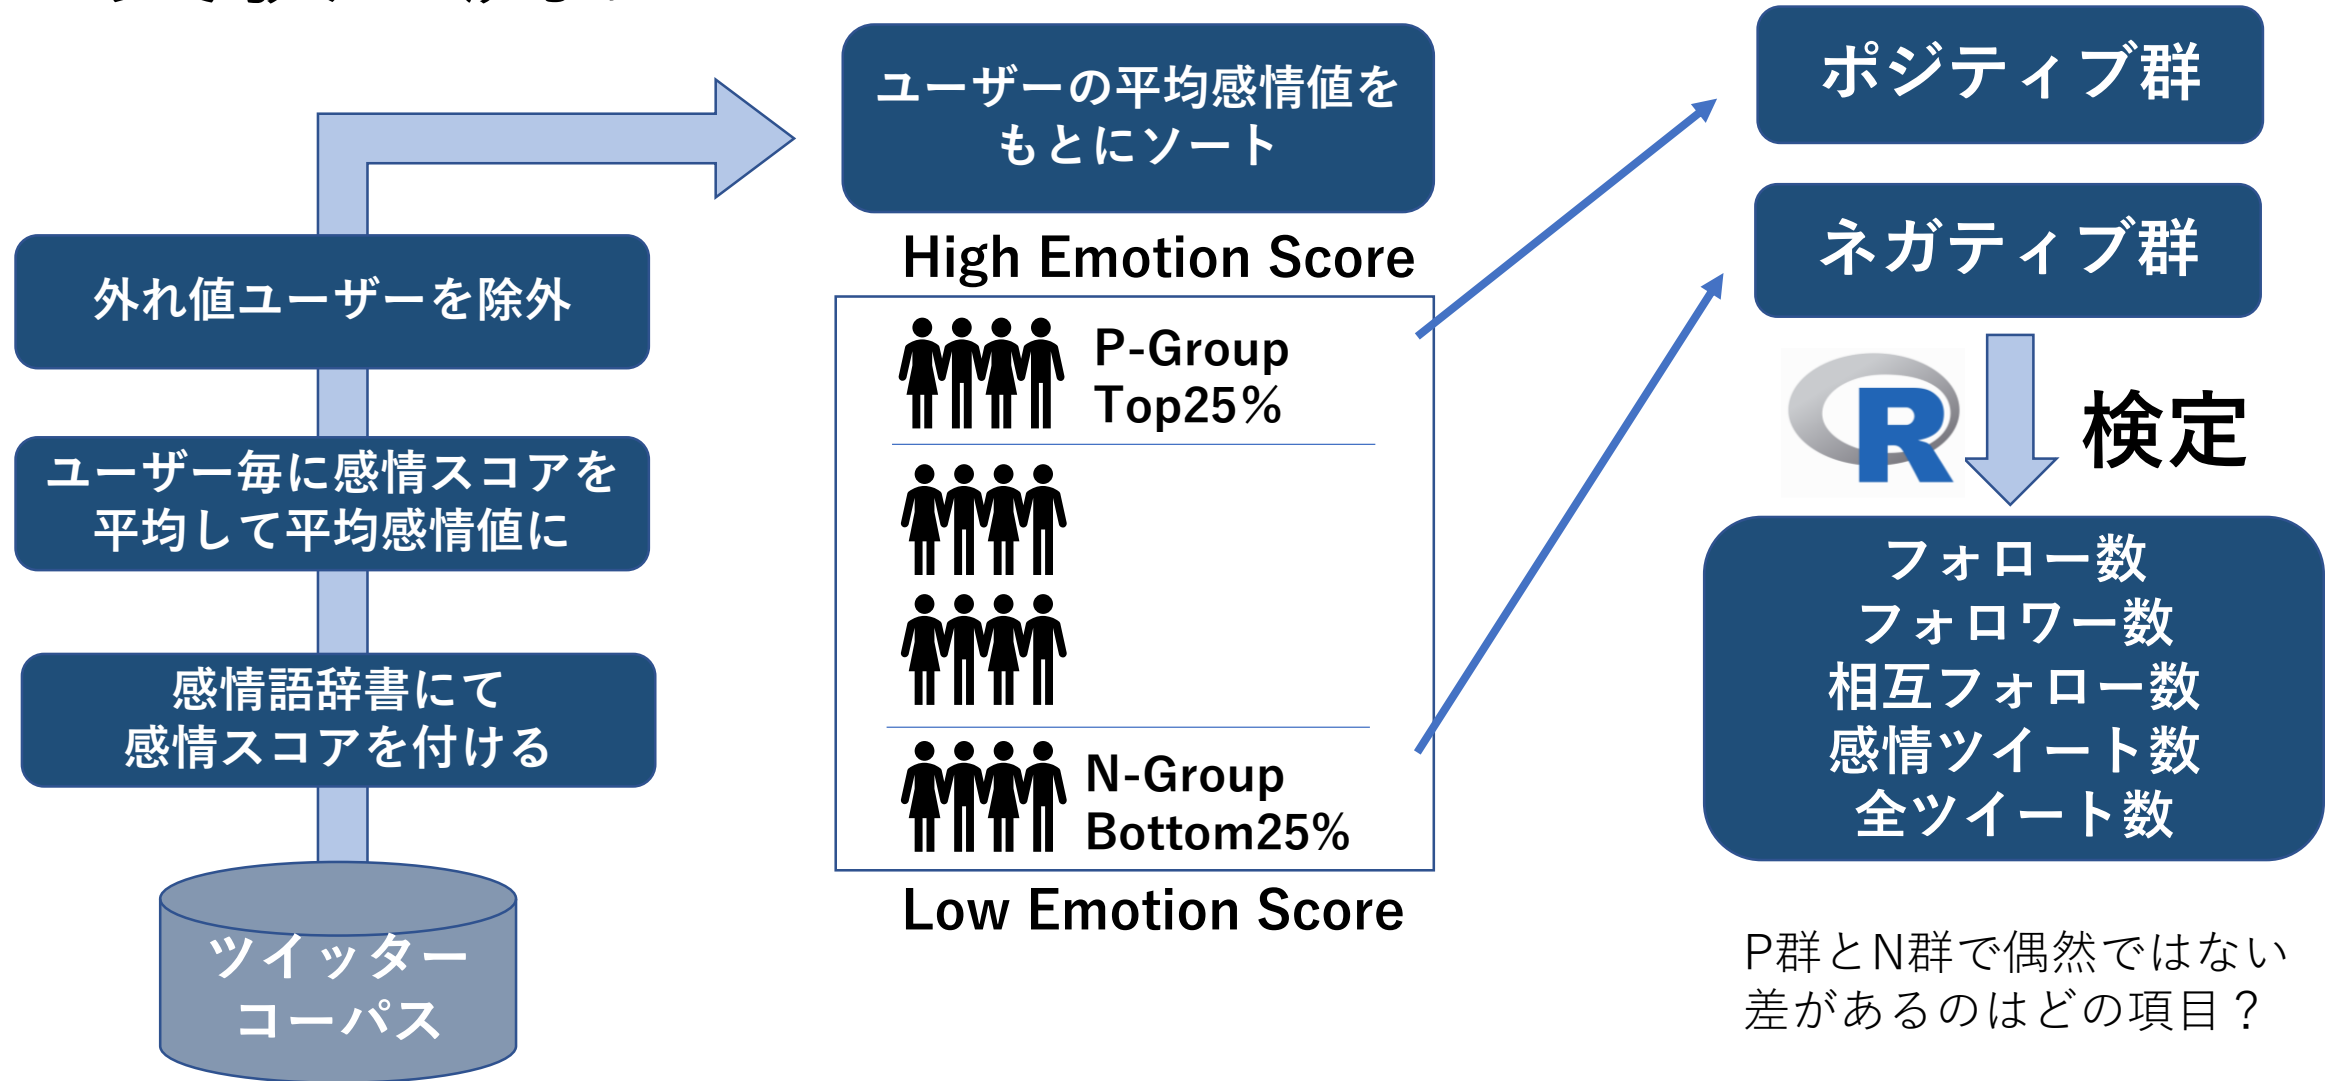 外れ値ユーザーを除外
ユーザー毎に感情スコアを
平均して平均感情値に
感情語辞書にて
感情スコアを付ける
ツイッター
コーパス
ユーザーの平均感情値を
もとにソート
High Emotion Score
P-Group
Top25%
N-Group
Bottom25%
Low Emotion Score
ポジティブ群
ネガティブ群
R
検定
フォロー数
フォロワー数
相互フォロー数
感情ツイート数
全ツイート数
P群とN群で偶然ではない
差があるのはどの項目？